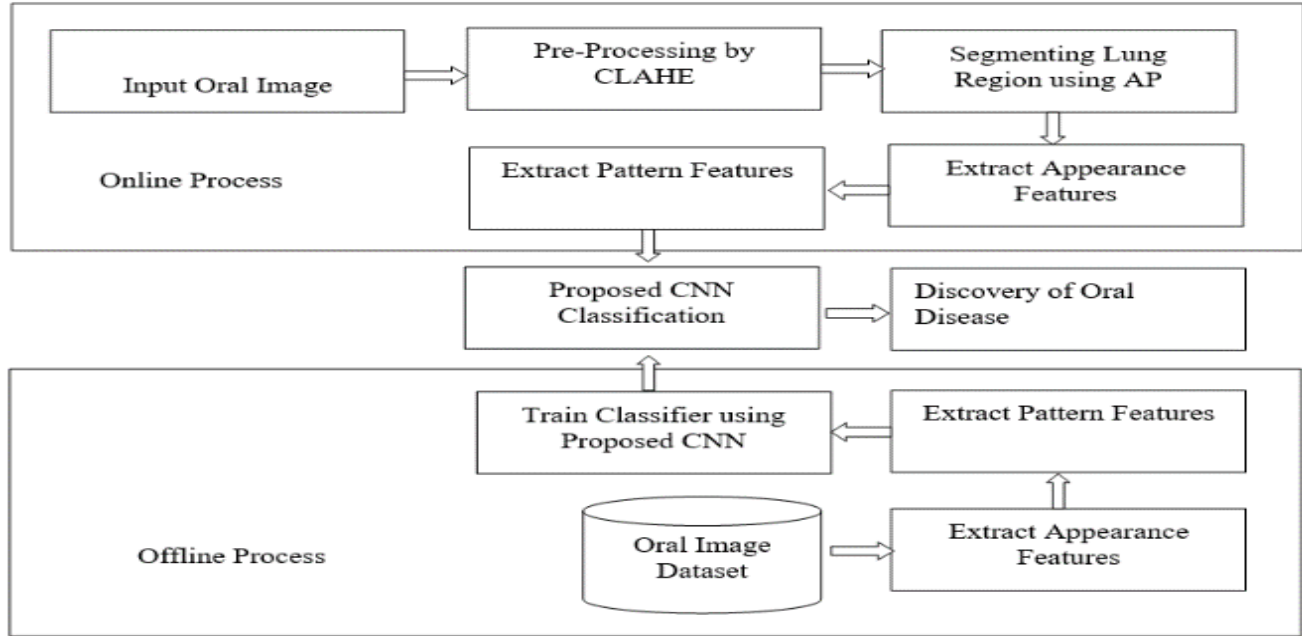 Input Oral Image
Pre-Processing by
CLAHE
Segmenting Lung
Region using AP
Online Process
Extract Pattern Features
Extract Appearance
Features
Proposed CNN
Classification
Discovery of Oral
Disease
Train Classifier using
Proposed CNN
Extract Pattern Features
Offline Process
Oral Image
Dataset
Extract Appearance
Features